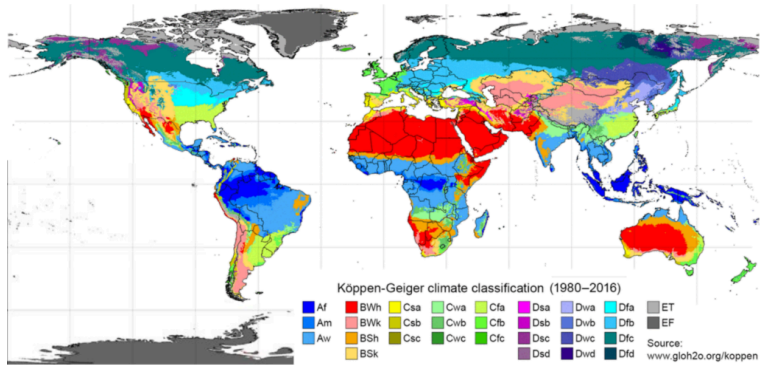 Köppen-Geiger climate classification (1980–2016)
Af BWh Csa Cwa Cfa Dsa Dwa Dfa ET
Am BWk Csb Cwb Cfb Dsb Dwb Dfb EF
Aw BSh Csc Cwc Cfc Dsc Dwc Dfc Source:
BSk Dsd Dwd Dfd www.gloh2o.org/koppen